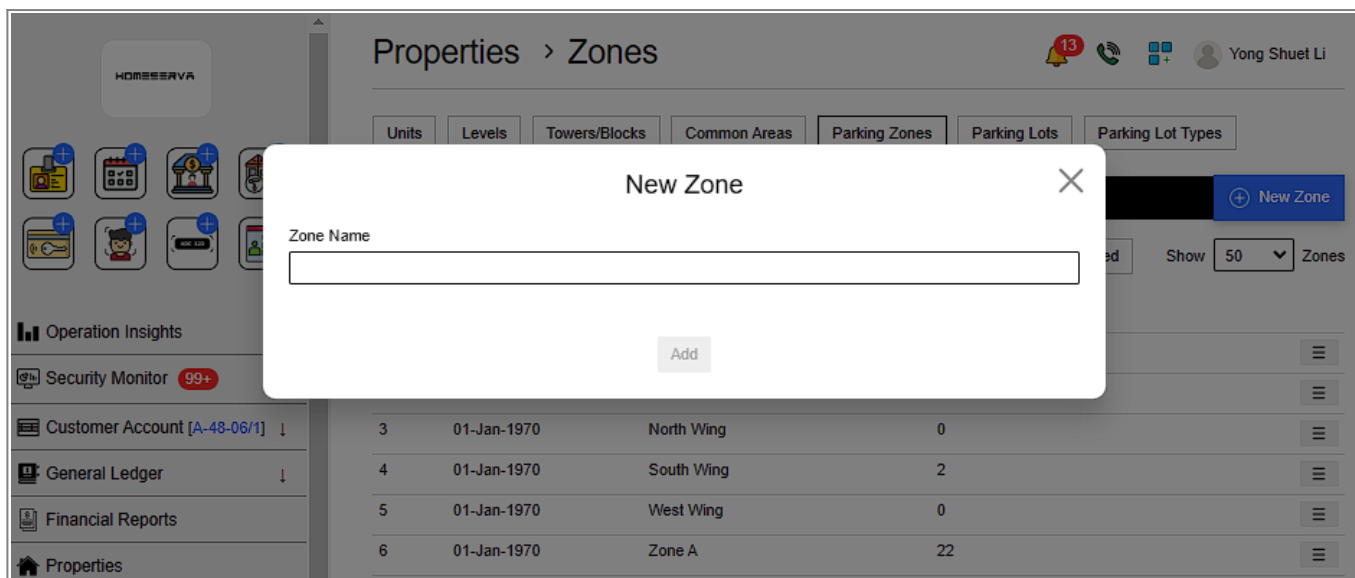 HOMESERVA
Properties > Zones
13
Yong Shuet Li
Units Levels Towers/Blocks Common Areas Parking Zones Parking Lots Parking Lot Types
New Zone
New Zone
Zone Name
ed Show 50 Zones
Add
Operation Insights
Security Monitor 99+
Customer Account [A-48-06/1] ↓
General Ledger ↓
Financial Reports
Properties
3 01-Jan-1970 North Wing 0
4 01-Jan-1970 South Wing 2
5 01-Jan-1970 West Wing 0
6 01-Jan-1970 Zone A 22